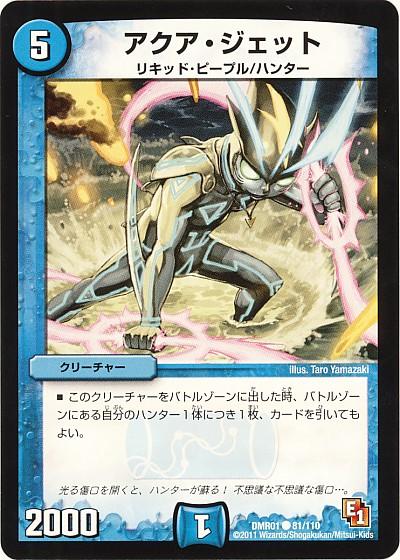 5
アクア・ジェット
リキッド・ピープル/ハンター
illus. Taro Yamazaki
クリーチャー
■ このクリーチャーをバトルゾーンに出した時、バトルゾ
ーンにある自分のハンター1体につき1枚、カードを引いても
よい。
光る傷口を開くと、ハンターが蘇る! 不思議な不思議な傷口…。
2000
1
DMR01 ● 81/110
©2011 Wizards/Shogakukan/Mitsui-Kids
E1